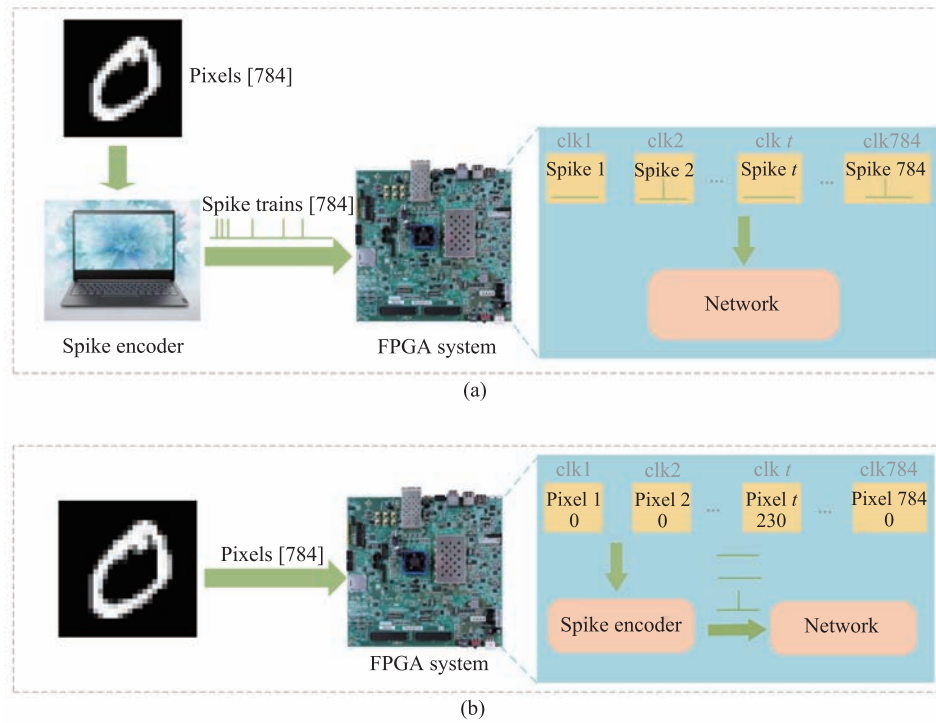 Pixels [784]
Spike encoder
Spike trains [784]
FPGA system
clk1 clk2 clk t clk784
Spike 1 Spike 2 ... Spike t ... Spike 784
Network
(a)
Pixels [784]
FPGA system
clk1 clk2 clk t clk784
Pixel 1 Pixel 2 ... Pixel t ... Pixel 784
0 0 230 0
Spike encoder
Network
(b)